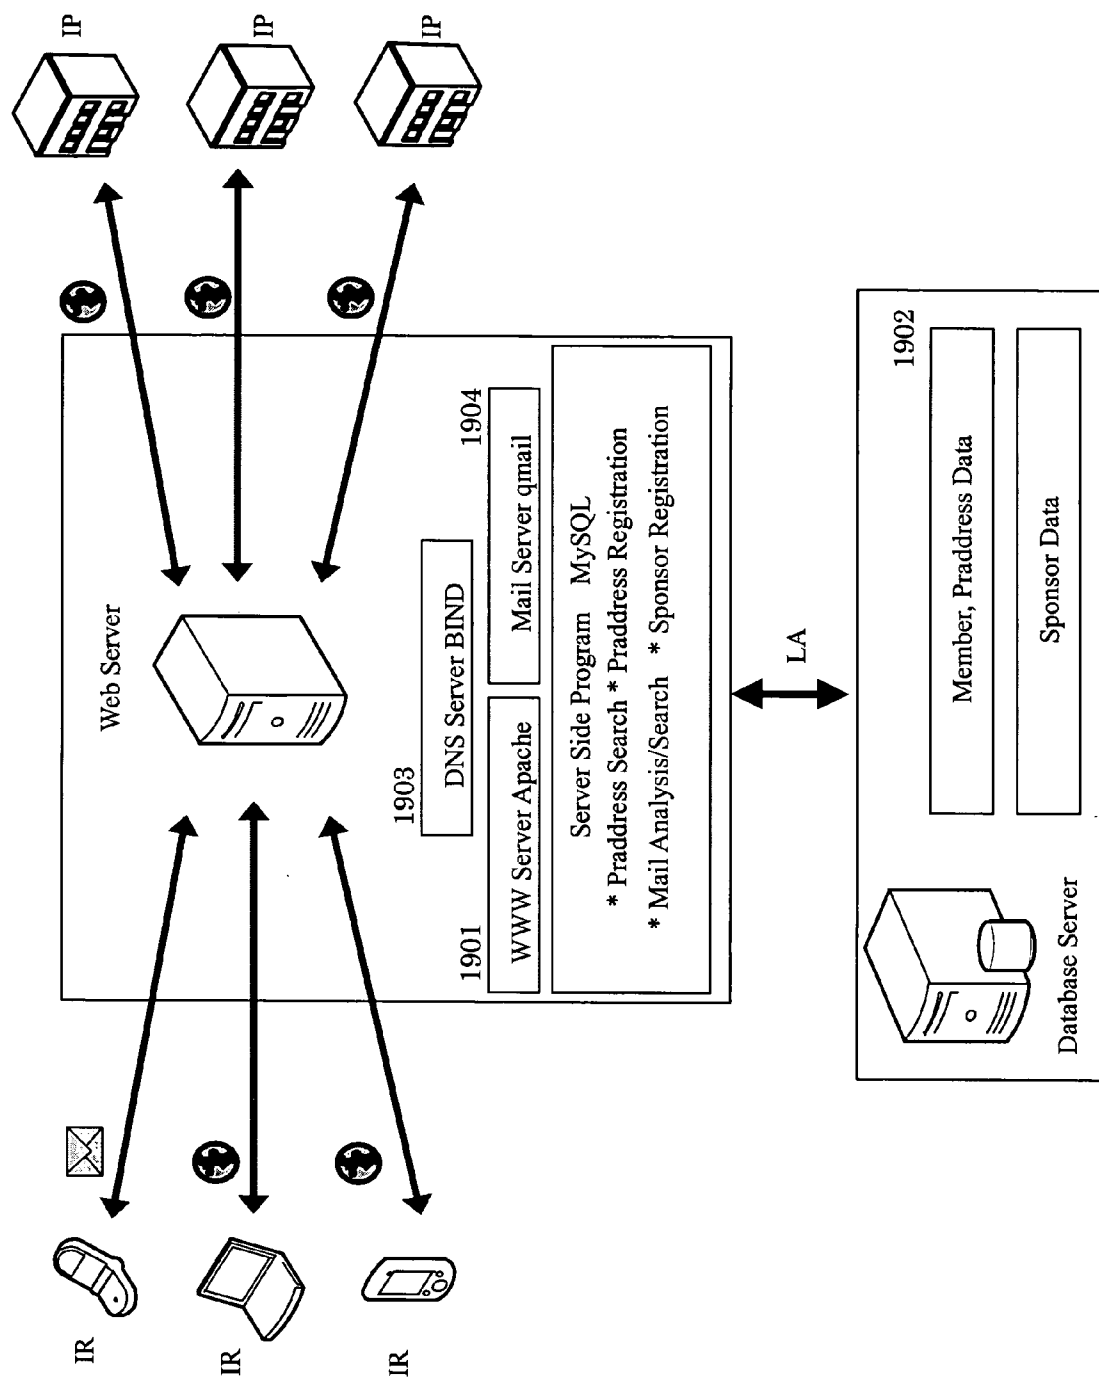 IR
IR
IR
Web Server
1903
DNS Server BIND
1901
WWW Server Apache
1904
Mail Server qmail
Server Side Program MySQL
* Praddress Search * Praddress Registration
* Mail Analysis/Search * Sponsor Registration
IP
IP
IP
LA
1902
Member, Praddress Data
Sponsor Data
Database Server